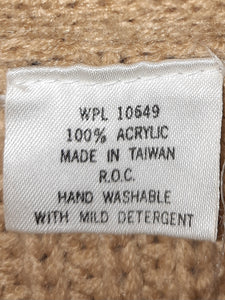 WPL 10649
100% ACRYLIC
MADE IN TAIWAN
R.O.C.
HAND WASHABLE
WITH MILD DETERGENT